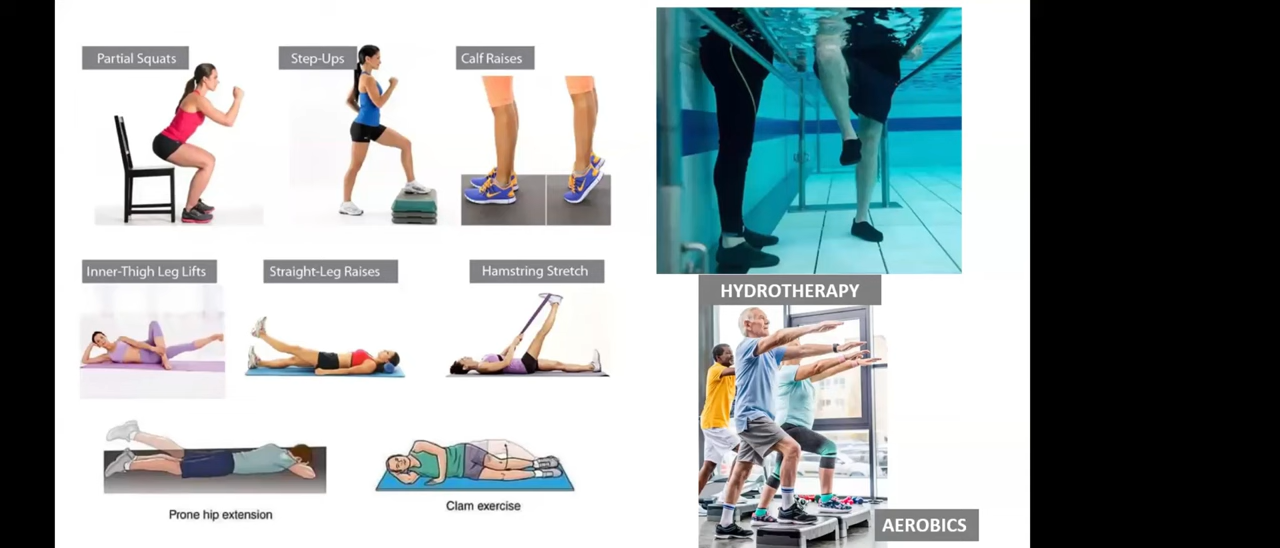 Partial Squats
Step-Ups
Calf Raises
Inner-Thigh Leg Lifts
Straight-Leg Raises
Hamstring Stretch
Prone hip extension
Clam exercise
HYDROTHERAPY
AEROBICS